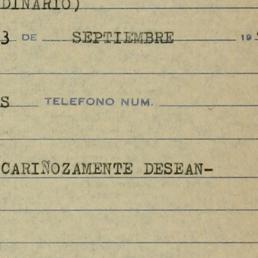 DINARIO)
3 DE SEPTIEMBRE 19
S TELEFONO NUM.
CARIÑOZAMENTE DESEAN-